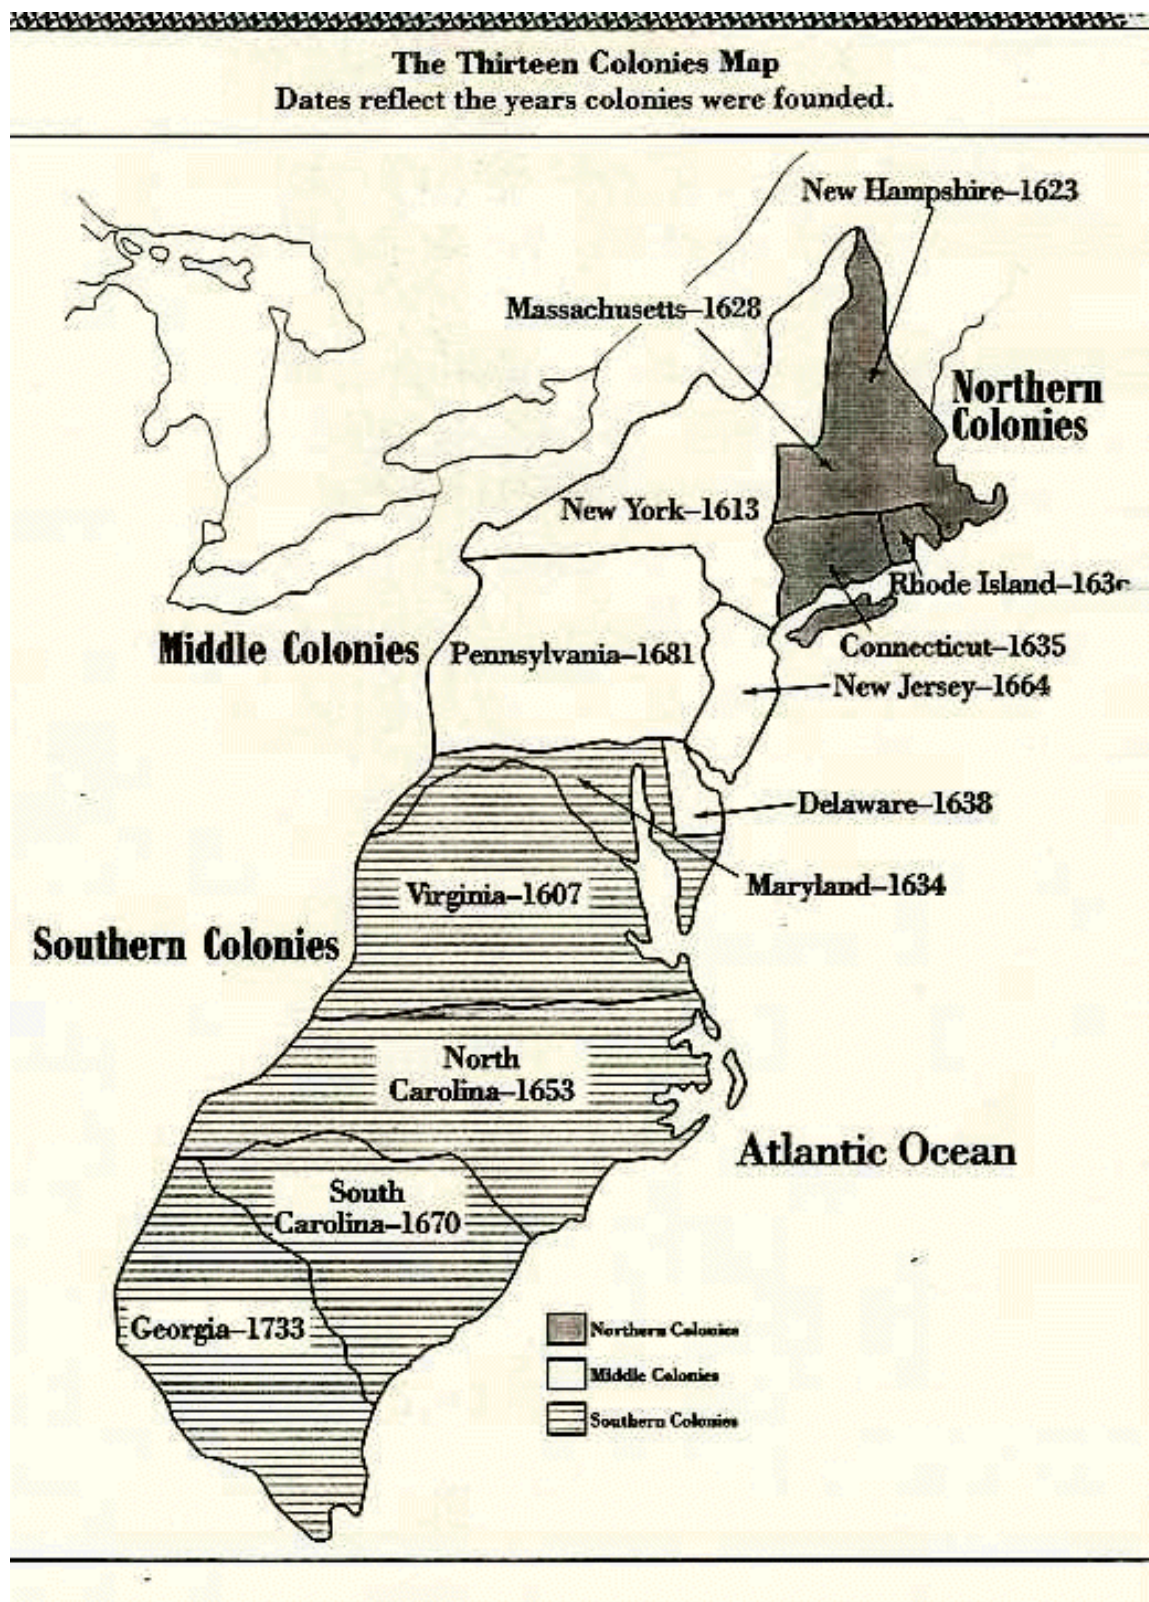 The Thirteen Colonies Map
Dates reflect the years colonies were founded.
New Hampshire–1623
Massachusetts–1628
Northern
Colonies
New York–1613
Rhode Island
Middle Colonies
Pennsylvania–1681
Connecticut–1635
New Jersey–1664
Delaware–1638
Maryland–1634
Virginia–1607
Southern Colonies
North
Carolina–1653
Atlantic Ocean
South
Carolina–1670
Georgia–1733
Northern Colonies
Middle Colonies
Southern Colonies